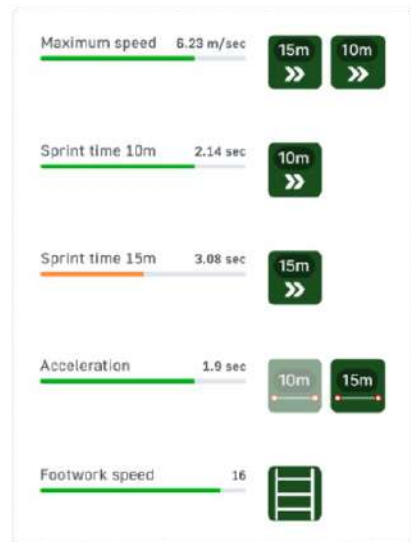 Maximum speed 6.23 m/sec 15m 10m
Sprint time 10m 2.14 sec 10m
Sprint time 15m 3.08 sec 15m
Acceleration 1.9 sec 10m 15m
Footwork speed 16